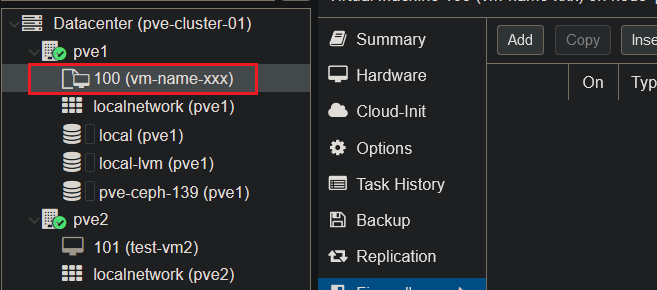 Datacenter (pve-cluster-01)
pve1
100 (vm-name-xxx)
localnetwork (pve1)
local (pve1)
local-lvm (pve1)
pve-ceph-139 (pve1)
pve2
101 (test-vm2)
localnetwork (pve2)
Summary
Hardware
Cloud-Init
Options
Task History
Backup
Replication
Add
Copy
Inse
On
Typ